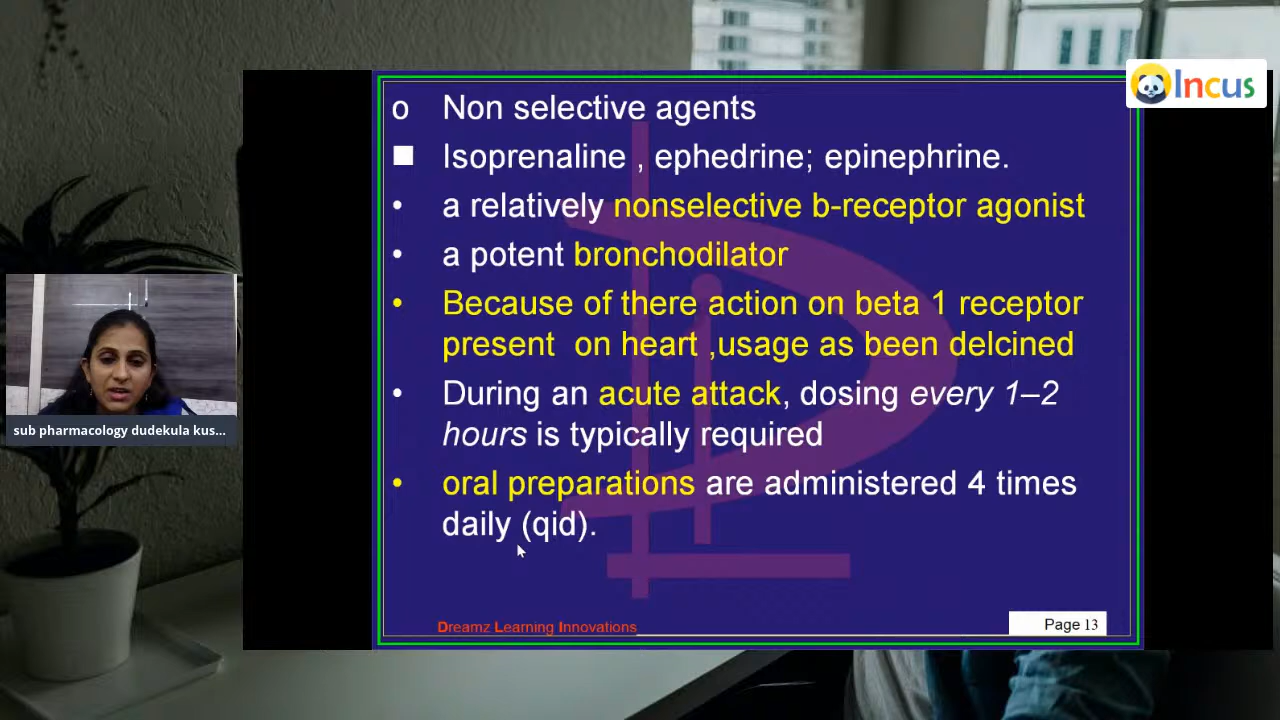 Incus
o Non selective agents
■ Isoprenaline , ephedrine; epinephrine.
• a relatively nonselective b-receptor agonist
• a potent bronchodilator
• Because of there action on beta 1 receptor
present on heart ,usage as been delcined
• During an acute attack, dosing every 1–2
hours is typically required
• oral preparations are administered 4 times
daily (qid).
sub pharmacology dudekula kus...
Dreamz Learning Innovations
Page 13